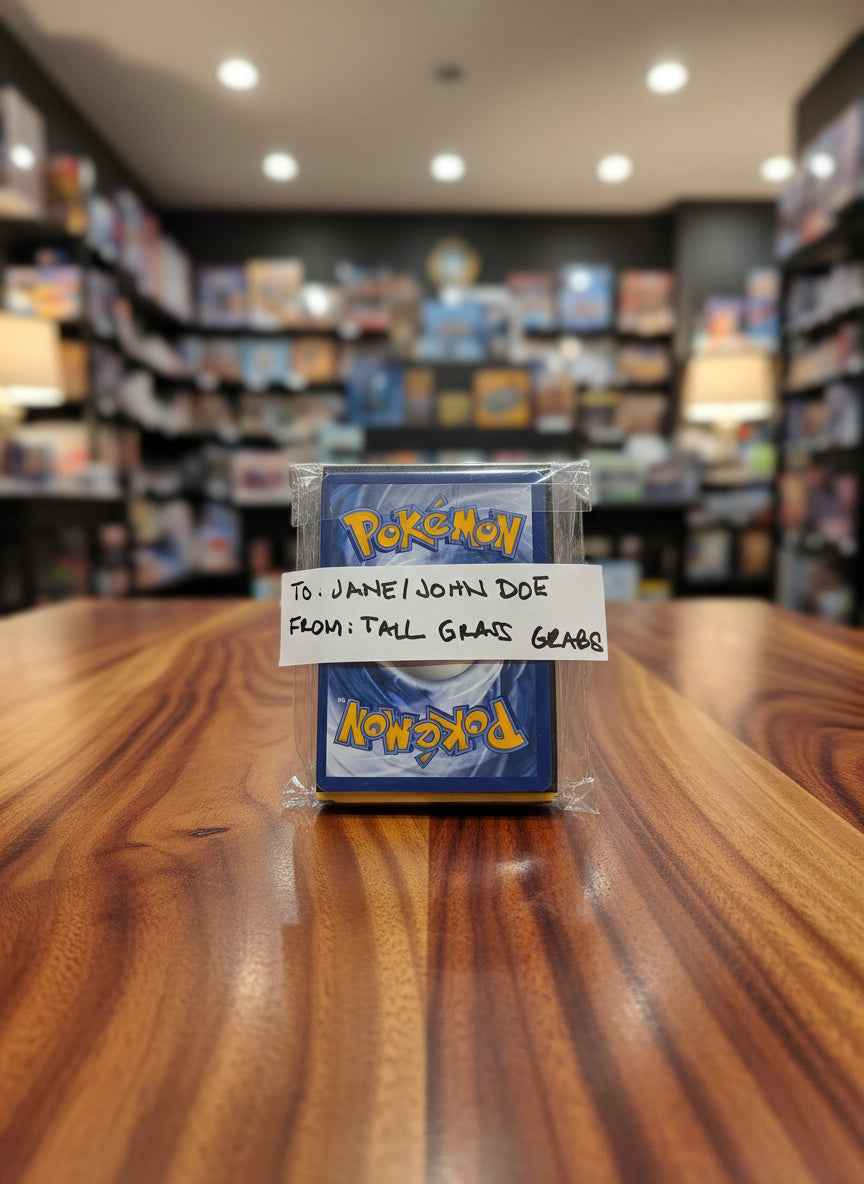 POKÉMON
TO: JANE/JOHN DOE
FROM: TALL GRASS GRABS
POKÉMON